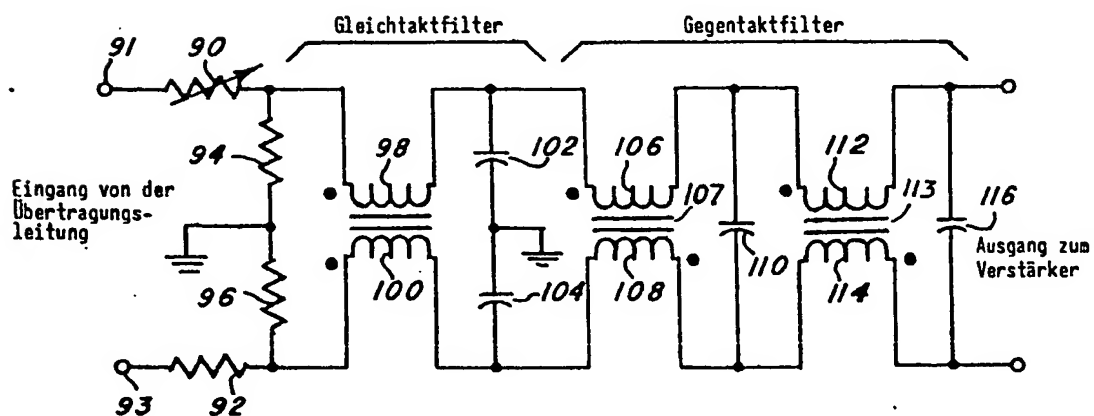 Gleichtaktfilter
Gegentaktfilter
91
90
94
98
102
106
107
112
113
116
Eingang von der
Übertragungs-
leitung
Ausgang zum
Verstärker
96
100
104
108
110
114
93
92